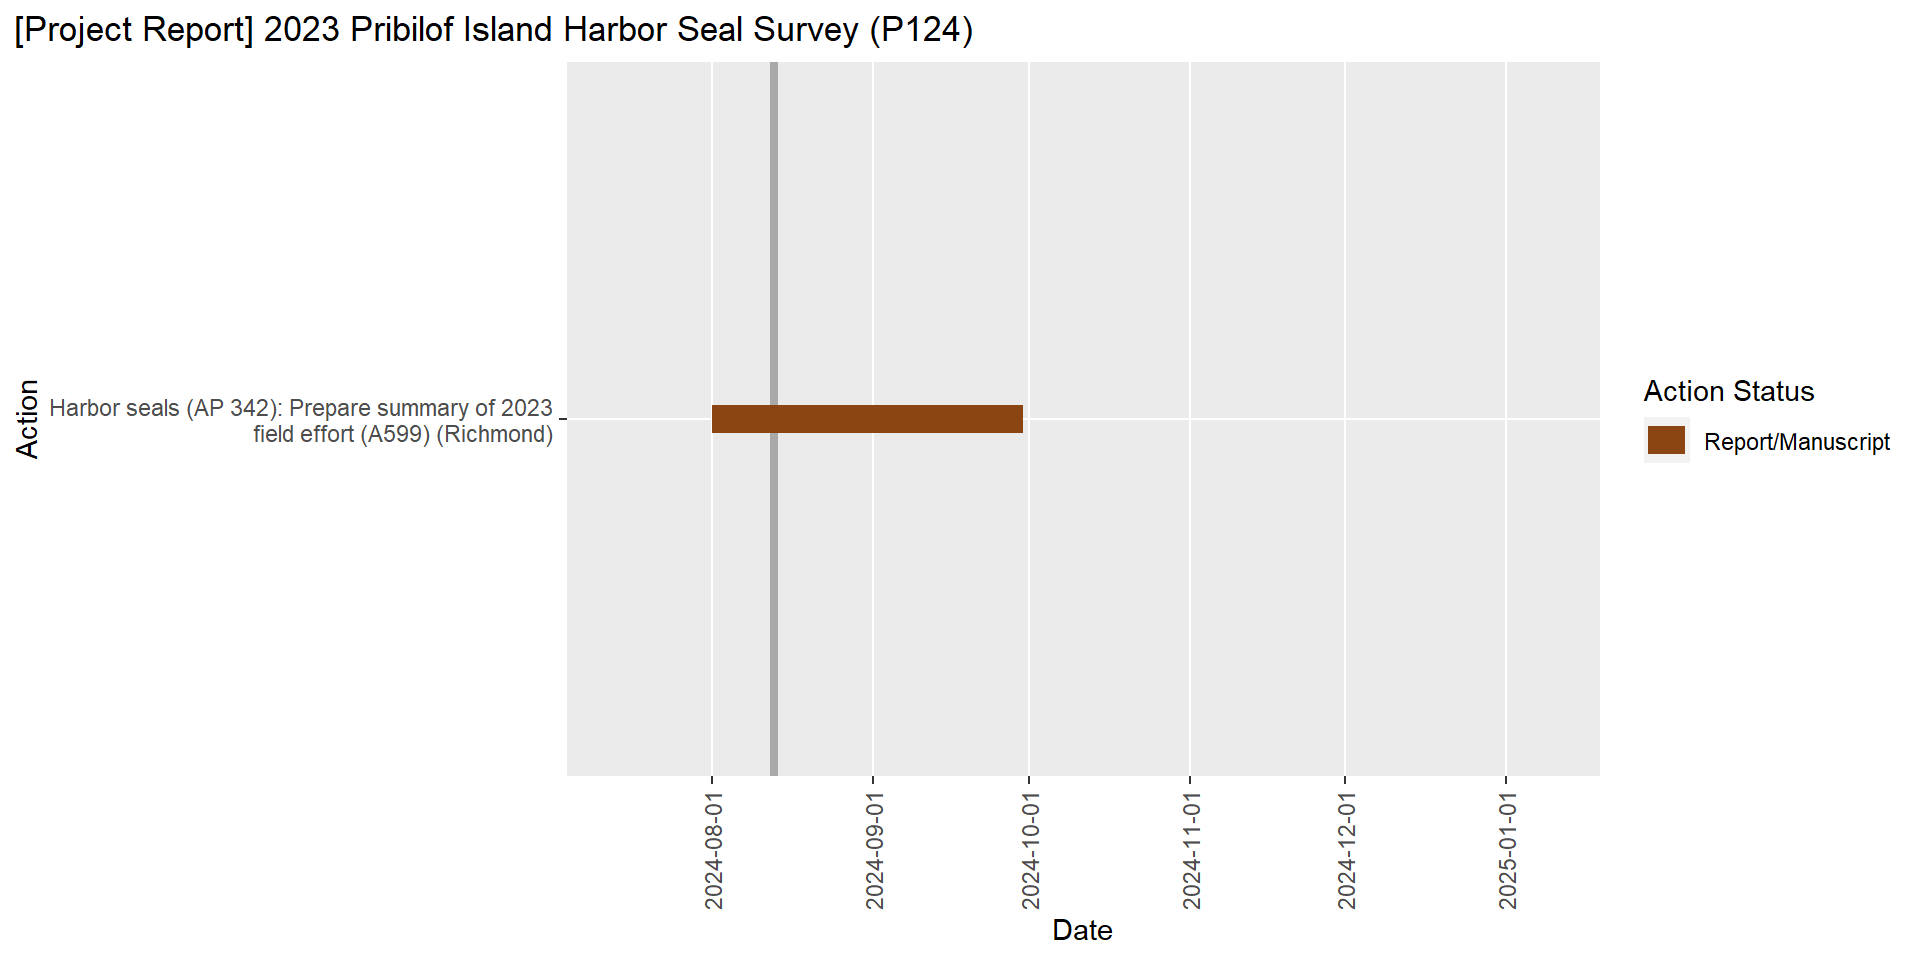 [Project Report] 2023 Pribilof Island Harbor Seal Survey (P124)
Action
Harbor seals (AP 342): Prepare summary of 2023
field effort (A599) (Richmond)
2024-08-01
2024-09-01
2024-10-01
2024-11-01
2024-12-01
2025-01-01
Date
Action Status
Report/Manuscript